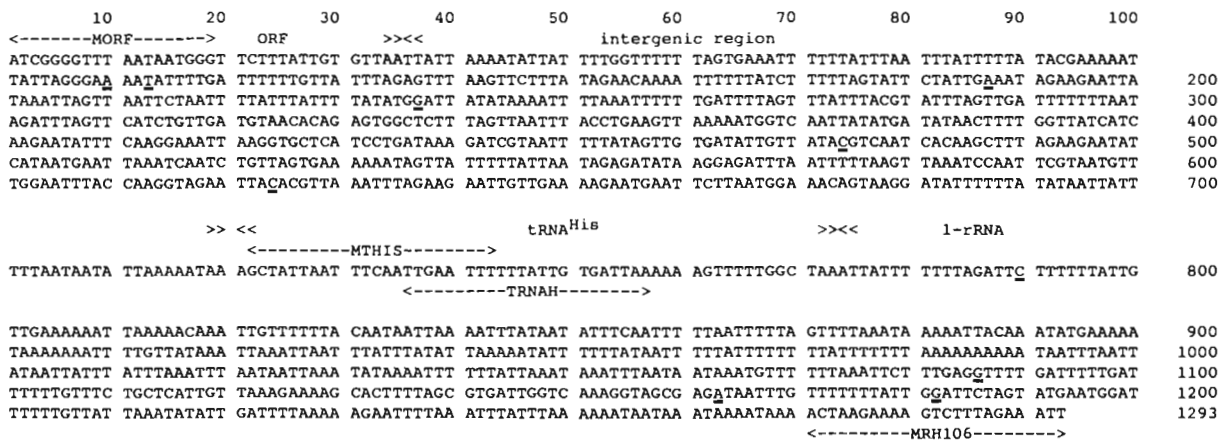 10 20 30 40 50 60 70 80 90 100
<-------MORF-------> ORF >><< intergenic region
ATCGGGGTTT AATAATGGGT TCTTTATTGT GTTAATTATT AAAATATTAT TTTGGTTTTT TAGTGAAATT TTTTATTTAA TTTATTTTTA TACGAAAAAT
TATTAGGGAA AATATTTTGA TTTTTTGTTA TTAGAGAGTT AAGTTCTTTA TAGAACAAAA TTTTTTATCT TTTTAGTATT CTATTGAAAT AGAAGAATTA 200
TAAATTAGTT AATTCTAATT TTATTTATTT TATATGGATT ATATAAAATT TTAAATTTTT TGATTTTAGT TTATTTACGT ATTTAGTTGA TTTTTTTAAT 300
AGATTTAGTT CATCTGTTGA TGTAACACAG AGTGGCTCTT TAGTTAATTT ACCTGAAGTT AAAAATGGTC AATTATATGA TATAACTTTT GGTTATCATC 400
AAGAATATTT CAAGGAAATT AAGGTGCTCA TCCTGATAAA GATCGTAATT TTTATAGTTG TGATATTGTT ATACGTCAAT CACAAGCTTT AGAAGAATAT 500
CATAATGAAT TAAATCAATC TGTTAGTGAA AAAATAGTTA TTTTTATTAA TAGAGATATA AGGAGATTTA ATTTTTAAGT TAAATCCAAT TCGTAATGTT 600
TGGAATTTAC CAAGGTAGAA TTACACGTTA AATTTAGAAG AATTGTTGAA AAGAATGAAT TCTTAATGGA AACAGTAAGG ATATTTTTTA TATAATTATT 700
>> << tRNAHis >><< l-rRNA
<--------MTHIS-------->
TTTAATAATA TTAAAAATAA AGCTATTAAT TTCAATTGAA TTTTTTATTG TGATTAAAAA AGTTTTTGGC TAAATTATTT TTTTAGATTC TTTTTTATTG 800
<--------TRNAH-------->
TTGAAAAAAT TAAAAACAAA TTGTTTTTTA CAATAATTAA AATTTATAAT ATTTCAATTT TTAATTTTTA GTTTTAAATA AAAATTACAA ATATGAAAAA 900
TAAAAAAATT TTGTTATAAA TTAAATTAAT TTATTTATAT TAAAAATATT TTTTATAATT TTTATTTTTT TTATTTTTTT AAAAAAAAAA TAATTTAATT 1000
ATAATTATTT ATTTAAATTT AATAATTAAA TATAAAATTT TTTATTAAAT TAAATTTAAT ATAAATGTTT TTAAATTCTT TTGAGGTTTT GATTTTTGAT 1100
TTTTTGTTTC TGCTCATTGT TAAAGAAAAG CACTTTTAGC GTGATTGGTC AAAGGTAGCG AGATAATTTG TTTTTTTTAT GGATTCTAGT ATGAATGGAT 1200
TTTTTGTTAT TAAATATATT GATTTTAAAA AGAATTTTAA ATTTATTTAA AAAATAATAA ATAAAATAAA ACTAAGAAAA GTCTTTAGAA ATT 1293
<--------MRH106-------->